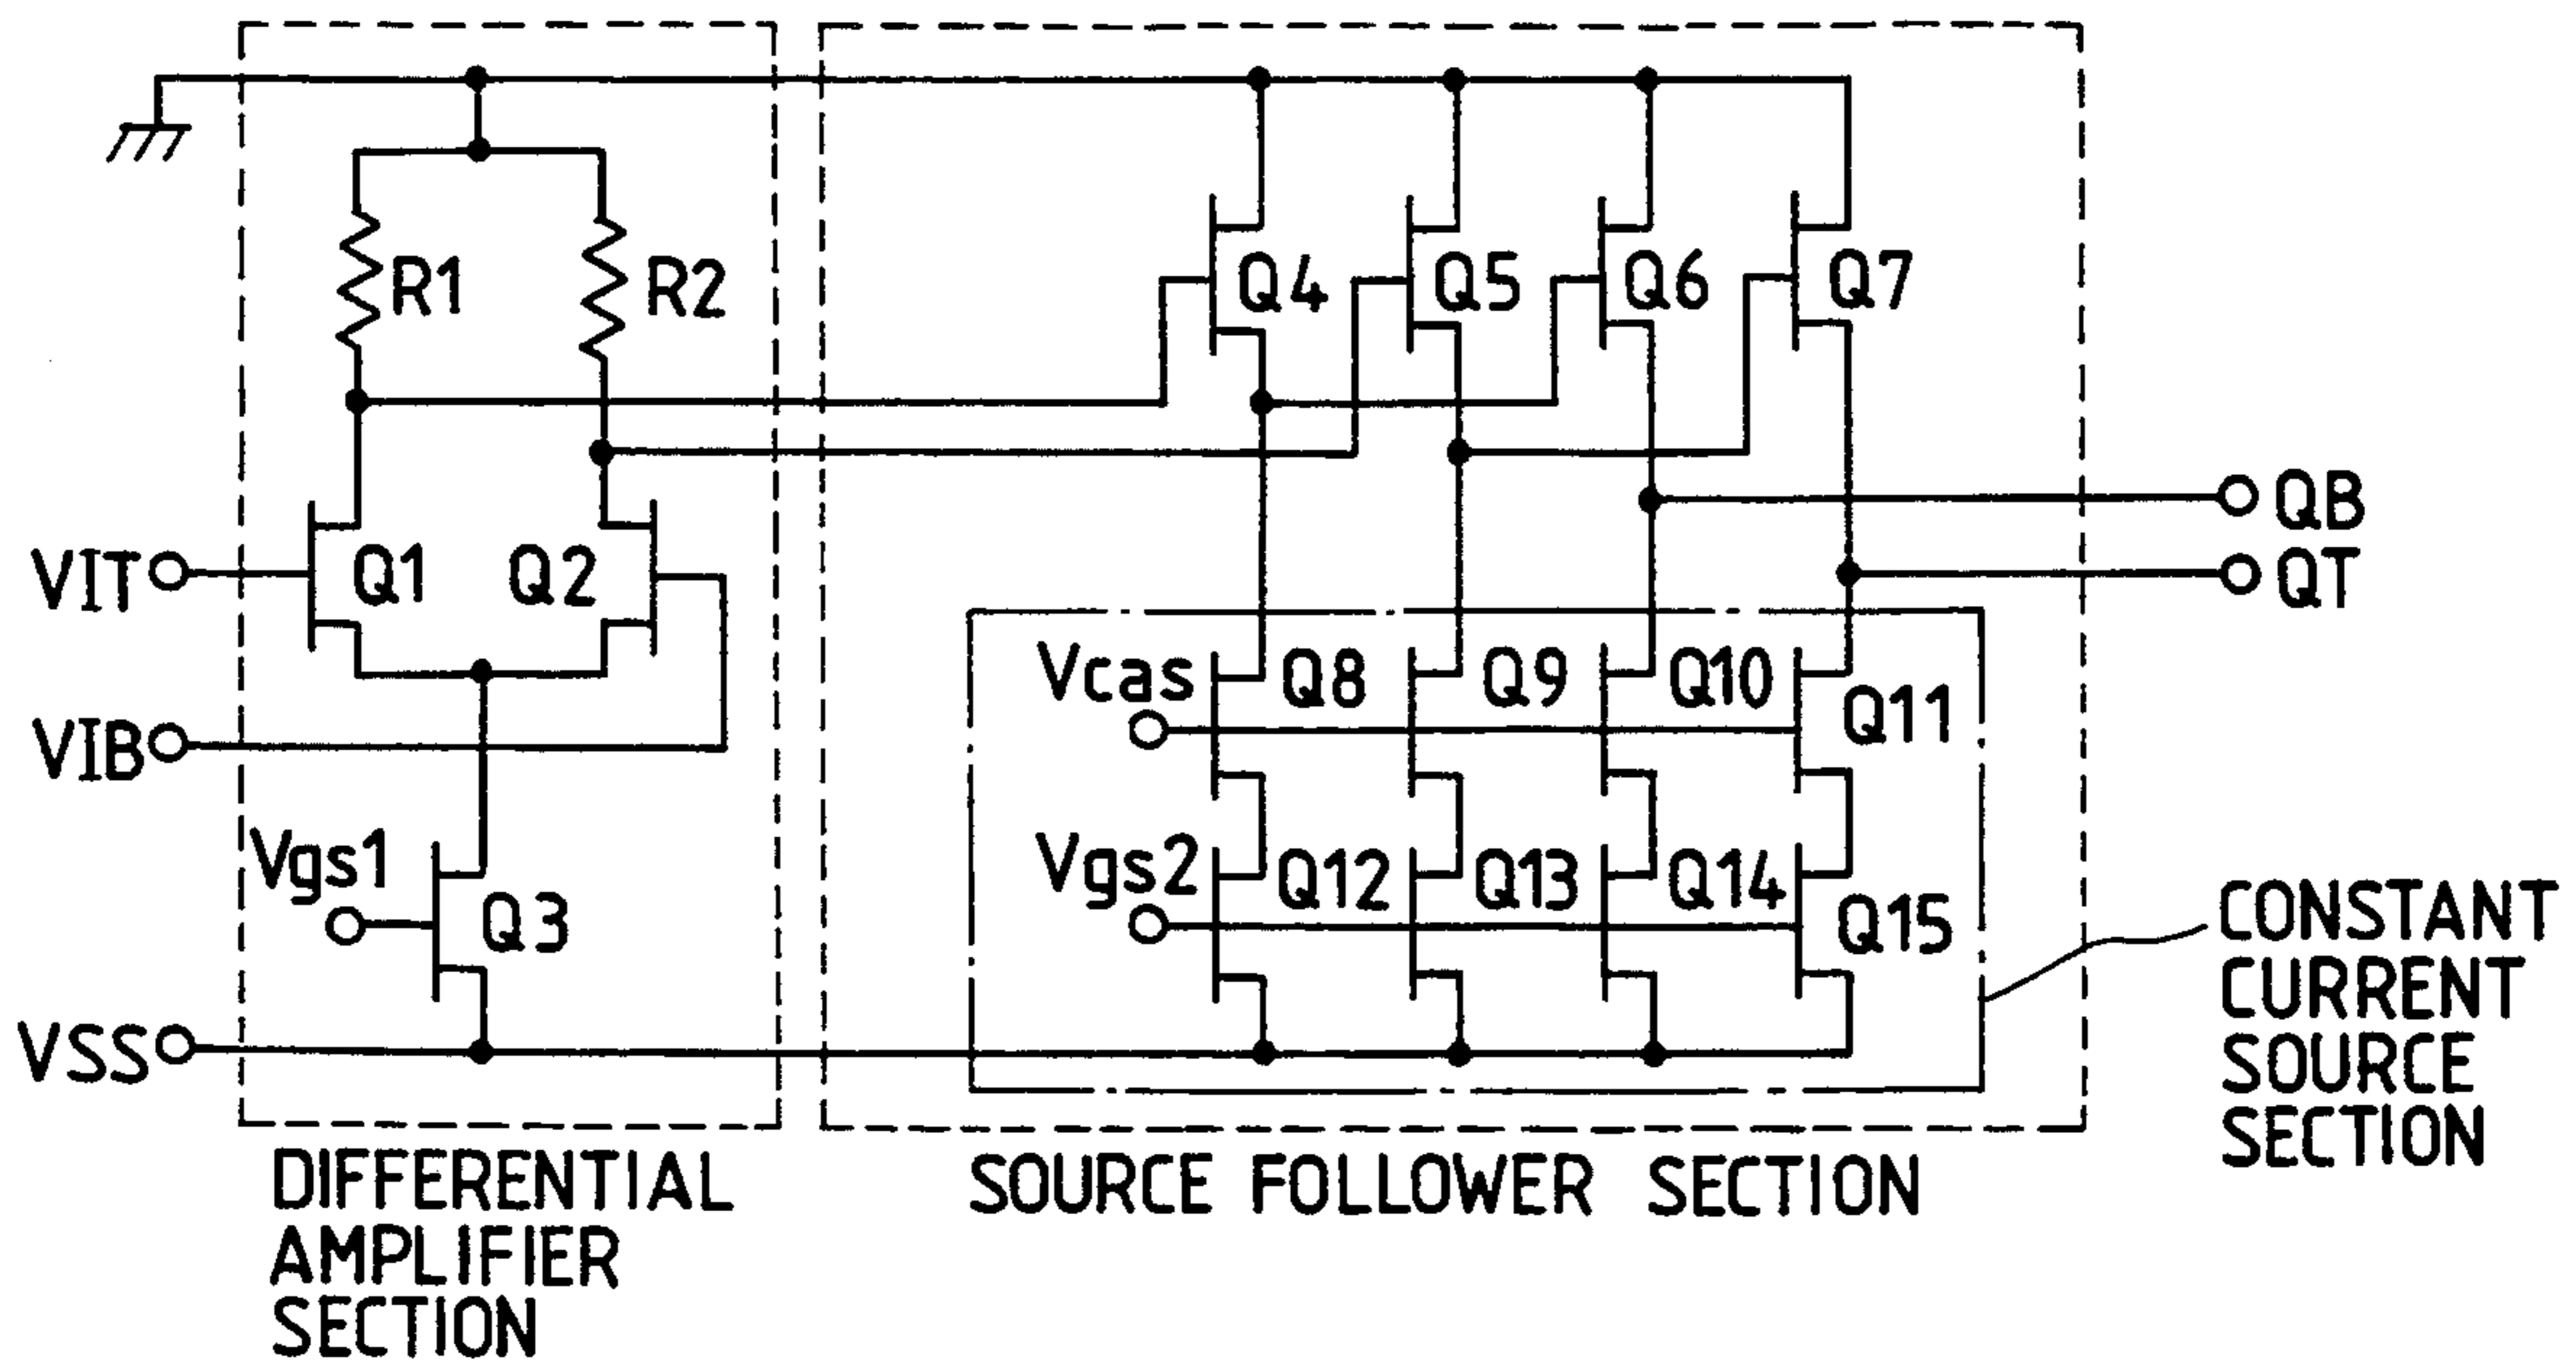 R1
R2
Q4
Q5
Q6
Q7
QB
VIT
Q1
Q2
QT
Vcas
Q8
Q9
Q10
Q11
VIB
Vgs1
Q3
Vgs2
Q12
Q13
Q14
Q15
VSS
CONSTANT
CURRENT
SOURCE
SECTION
DIFFERENTIAL
AMPLIFIER
SECTION
SOURCE FOLLOWER SECTION